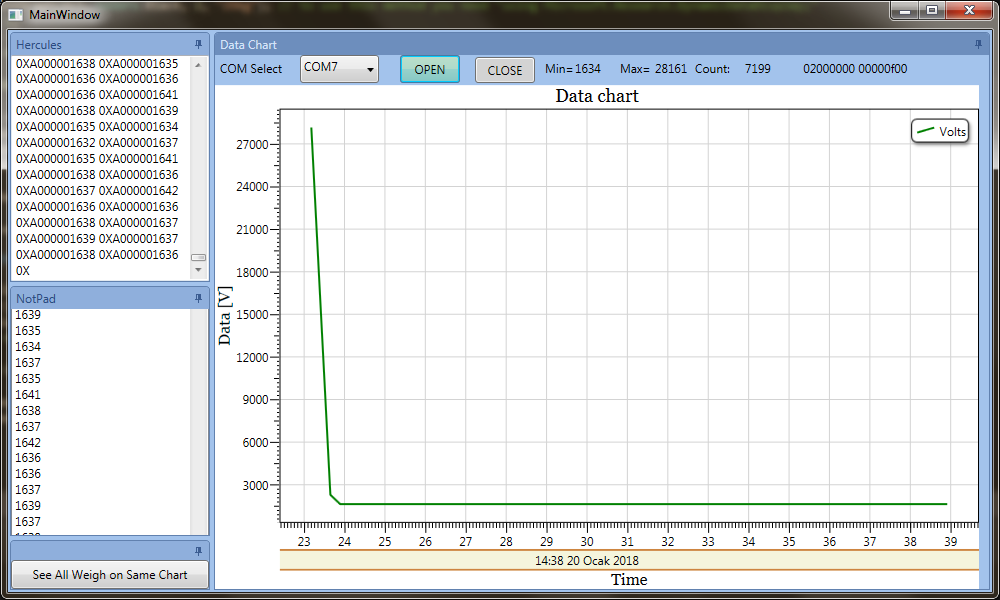 MainWindow
Hercules
0XA000001638 0XA000001635
0XA000001636 0XA000001636
0XA000001636 0XA000001641
0XA000001638 0XA000001639
0XA000001635 0XA000001634
0XA000001632 0XA000001637
0XA000001635 0XA000001641
0XA000001638 0XA000001636
0XA000001637 0XA000001642
0XA000001636 0XA000001636
0XA000001638 0XA000001637
0XA000001639 0XA000001637
0XA000001638 0XA000001636
0X
NotPad
1639
1635
1634
1637
1635
1641
1638
1637
1642
1636
1636
1637
1639
1637
See All Weigh on Same Chart
Data Chart
COM Select COM7 OPEN CLOSE Min= 1634 Max= 28161 Count: 7199 02000000 00000f00
Data chart
Volts
Data [V]
27000
24000
21000
18000
15000
12000
9000
6000
3000
23 24 25 26 27 28 29 30 31 32 33 34 35 36 37 38 39
14:38 20 Ocak 2018
Time